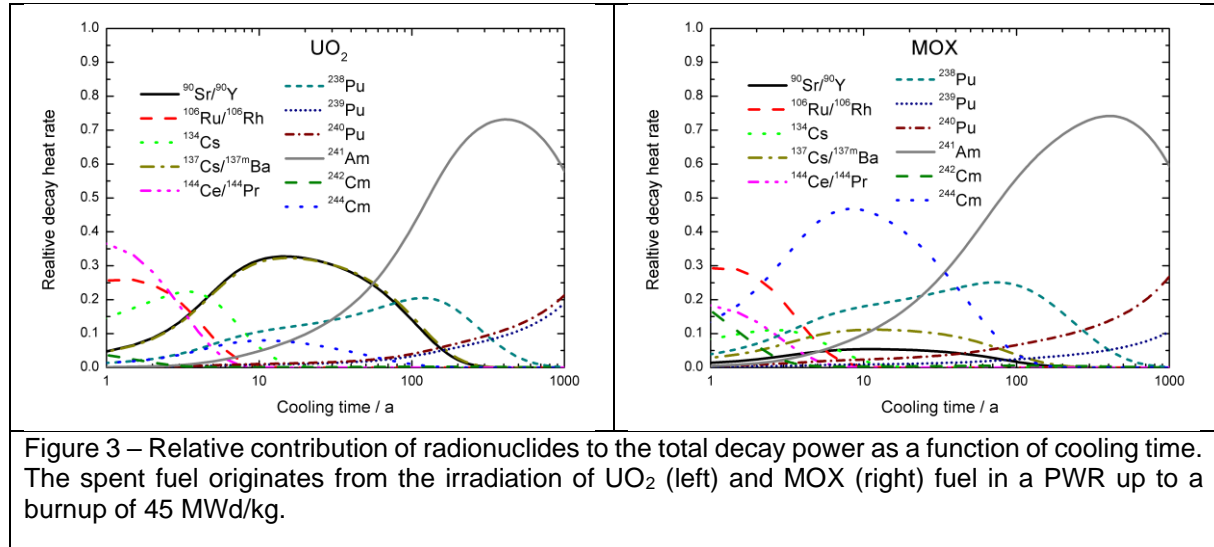 UO₂
1.0
0.9
0.8
0.7
0.6
0.5
0.4
0.3
0.2
0.1
0.0
Realtive decay heat rate
⁹⁰Sr/⁹⁰Y
¹⁰⁶Ru/¹⁰⁶Rh
¹³⁴Cs
¹³⁷Cs/¹³⁷ᵐBa
¹⁴⁴Ce/¹⁴⁴Pr
²³⁸Pu
²³⁹Pu
²⁴⁰Pu
²⁴¹Am
²⁴²Cm
²⁴⁴Cm
1 10 100 1000
Cooling time / a
MOX
1.0
0.9
0.8
0.7
0.6
0.5
0.4
0.3
0.2
0.1
0.0
Realtive decay heat rate
⁹⁰Sr/⁹⁰Y
¹⁰⁶Ru/¹⁰⁶Rh
¹³⁴Cs
¹³⁷Cs/¹³⁷ᵐBa
¹⁴⁴Ce/¹⁴⁴Pr
²³⁸Pu
²³⁹Pu
²⁴⁰Pu
²⁴¹Am
²⁴²Cm
²⁴⁴Cm
1 10 100 1000
Cooling time / a
Figure 3 – Relative contribution of radionuclides to the total decay power as a function of cooling time.
The spent fuel originates from the irradiation of UO₂ (left) and MOX (right) fuel in a PWR up to a
burnup of 45 MWd/kg.